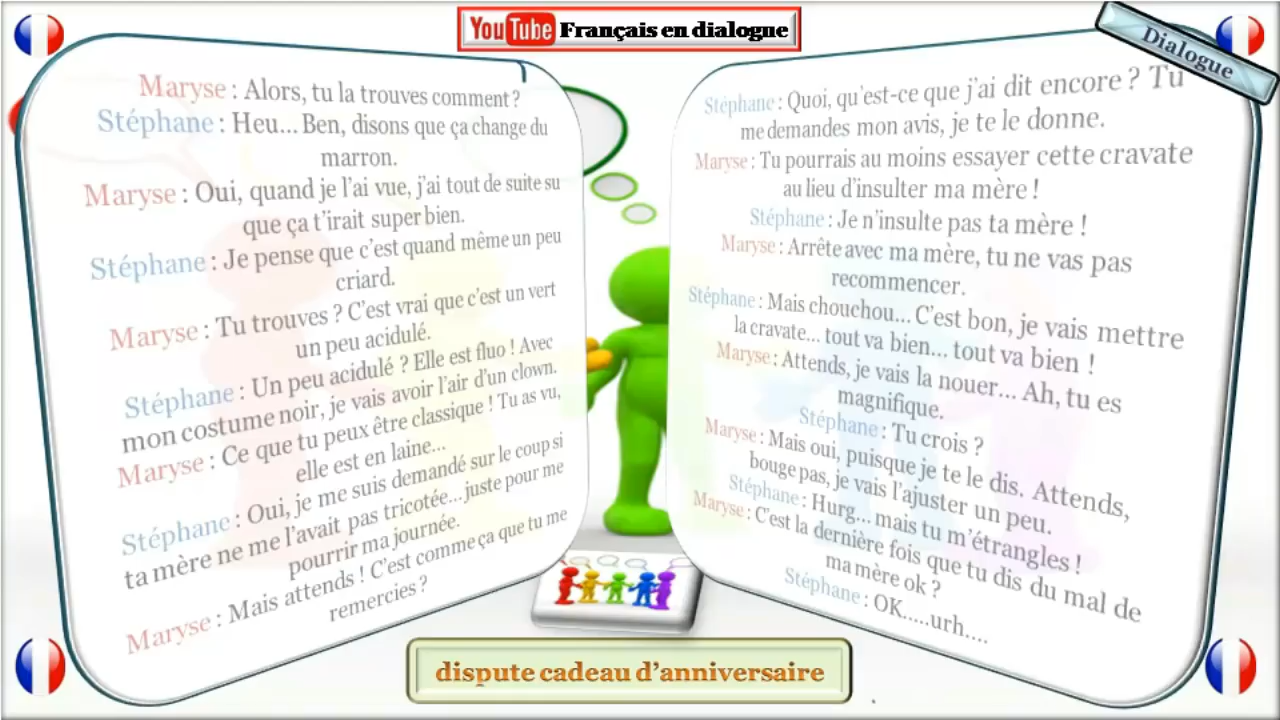 YouTube Français en dialogue
Dialogue
Maryse : Alors, tu la trouves comment ?
Stéphane : Heu... Ben, disons que ça change du
marron.
Maryse : Oui, quand je l'ai vue, j'ai tout de suite su
que ça t'irait super bien.
Stéphane : Je pense que c'est quand même un peu
criard.
Maryse : Tu trouves ? C'est vrai que c'est un vert
un peu acidulé.
Stéphane : Un peu acidulé ? Elle est fluo ! Avec
mon costume noir, je vais avoir l'air d'un clown.
Maryse : Ce que tu peux être classique ! Tu as vu,
elle est en laine...
Stéphane : Oui, je me suis demandé sur le coup si
ta mère ne me l'avait pas tricotée... juste pour me
pourrir ma journée.
Maryse : Mais attends ! C'est comme ça que tu me
remercies ?
Stéphane : Quoi, qu'est-ce que j'ai dit encore ? Tu
me demandes mon avis, je te le donne.
Maryse : Tu pourrais au moins essayer cette cravate
au lieu d'insulter ma mère !
Stéphane : Je n'insulte pas ta mère !
Maryse : Arrête avec ma mère, tu ne vas pas
recommencer.
Stéphane : Mais chouchou... C'est bon, je vais mettre
la cravate... tout va bien... tout va bien !
Maryse : Attends, je vais la nouer... Ah, tu es
magnifique.
Stéphane : Tu crois ?
Maryse : Mais oui, puisque je te le dis. Attends,
bouge pas, je vais l'ajuster un peu.
Stéphane : Hurg... mais tu m'étrangles !
Maryse : C'est la dernière fois que tu dis du mal de
ma mère ok ?
Stéphane : OK.....urh....
dispute cadeau d'anniversaire